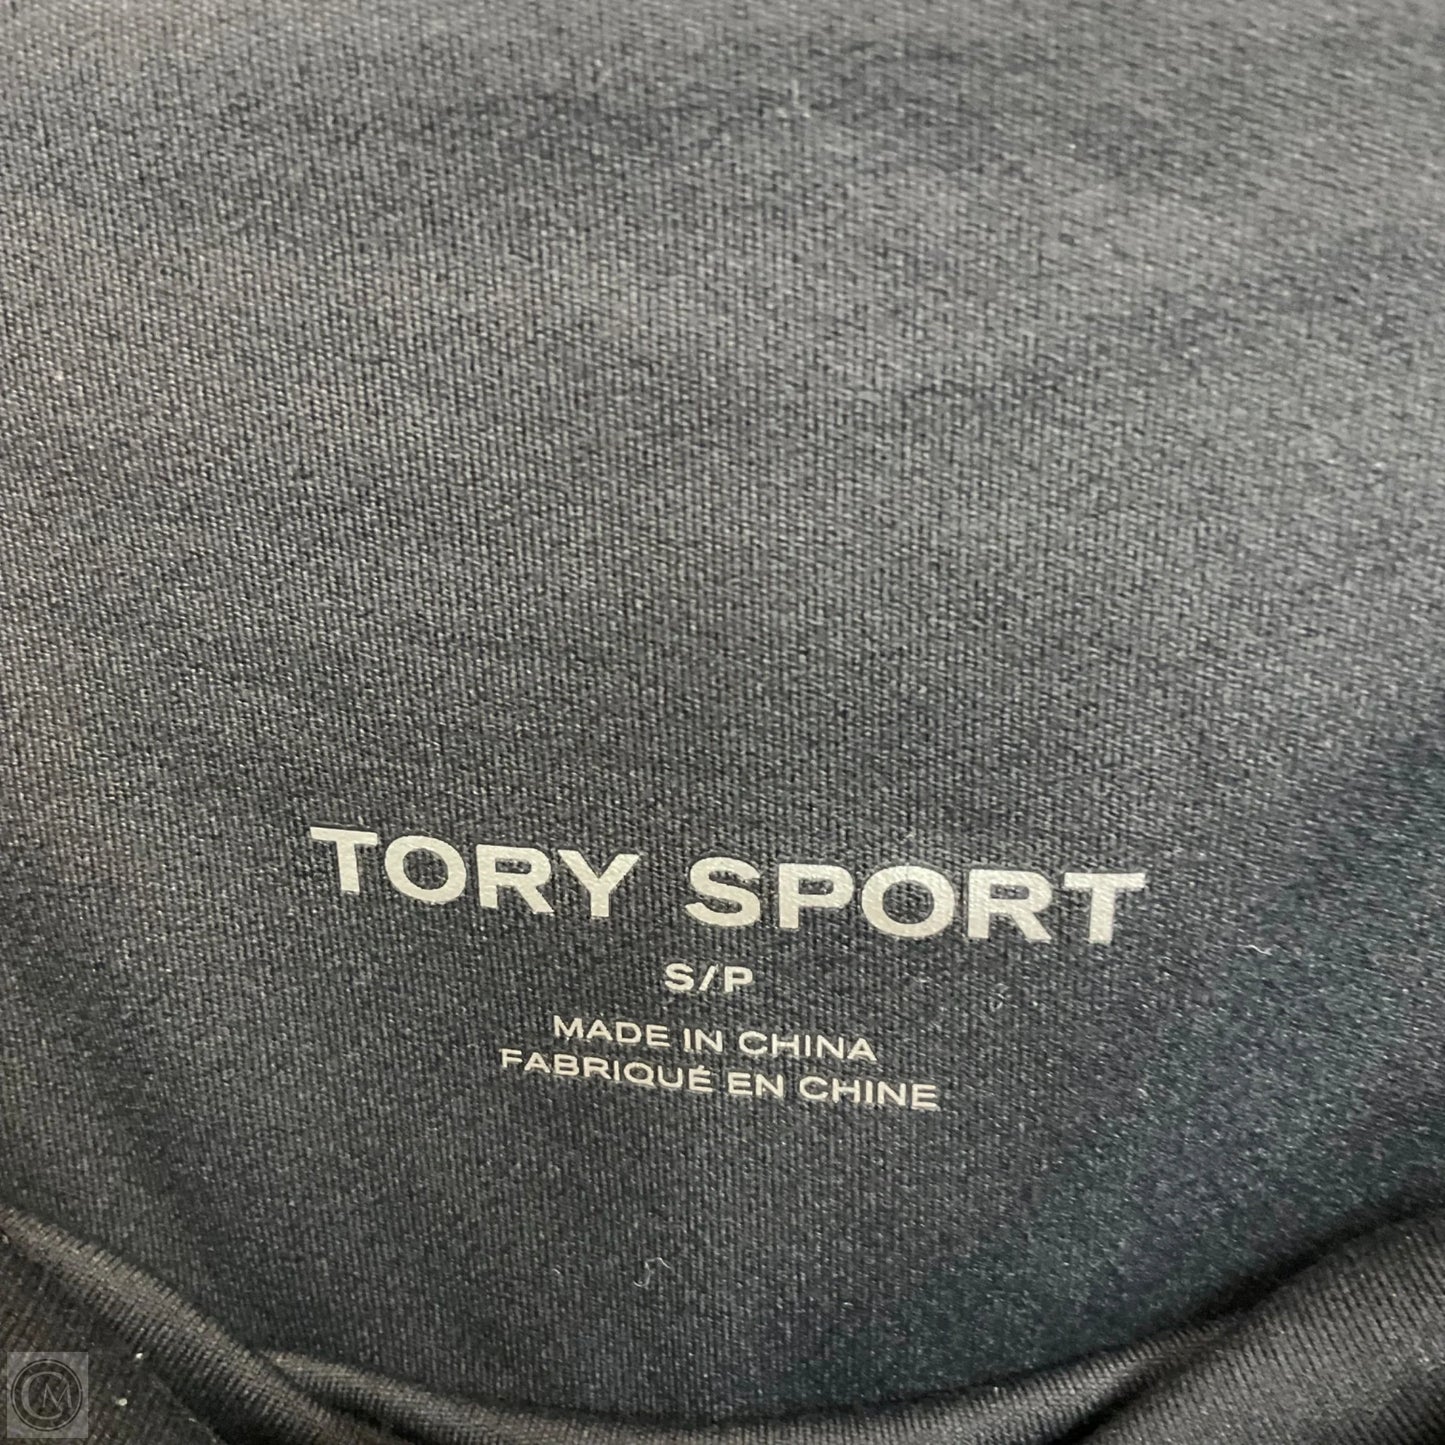 TORY SPORT
S/P
MADE IN CHINA
FABRIQUÉ EN CHINE